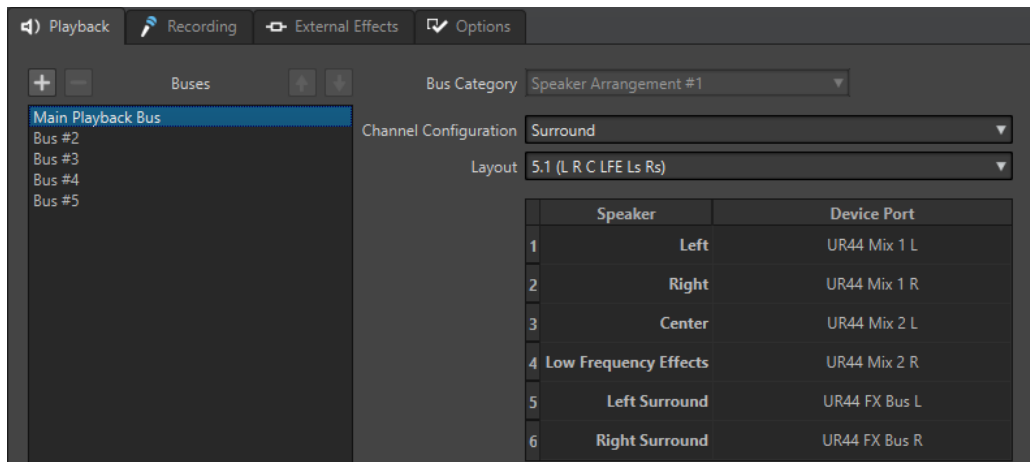 Playback Recording External Effects Options
Buses
Bus Category Speaker Arrangement #1
Main Playback Bus
Bus #2
Bus #3
Bus #4
Bus #5
Channel Configuration Surround
Layout 5.1 (L R C LFE Ls Rs)
Speaker Device Port
1 Left UR44 Mix 1 L
2 Right UR44 Mix 1 R
3 Center UR44 Mix 2 L
4 Low Frequency Effects UR44 Mix 2 R
5 Left Surround UR44 FX Bus L
6 Right Surround UR44 FX Bus R